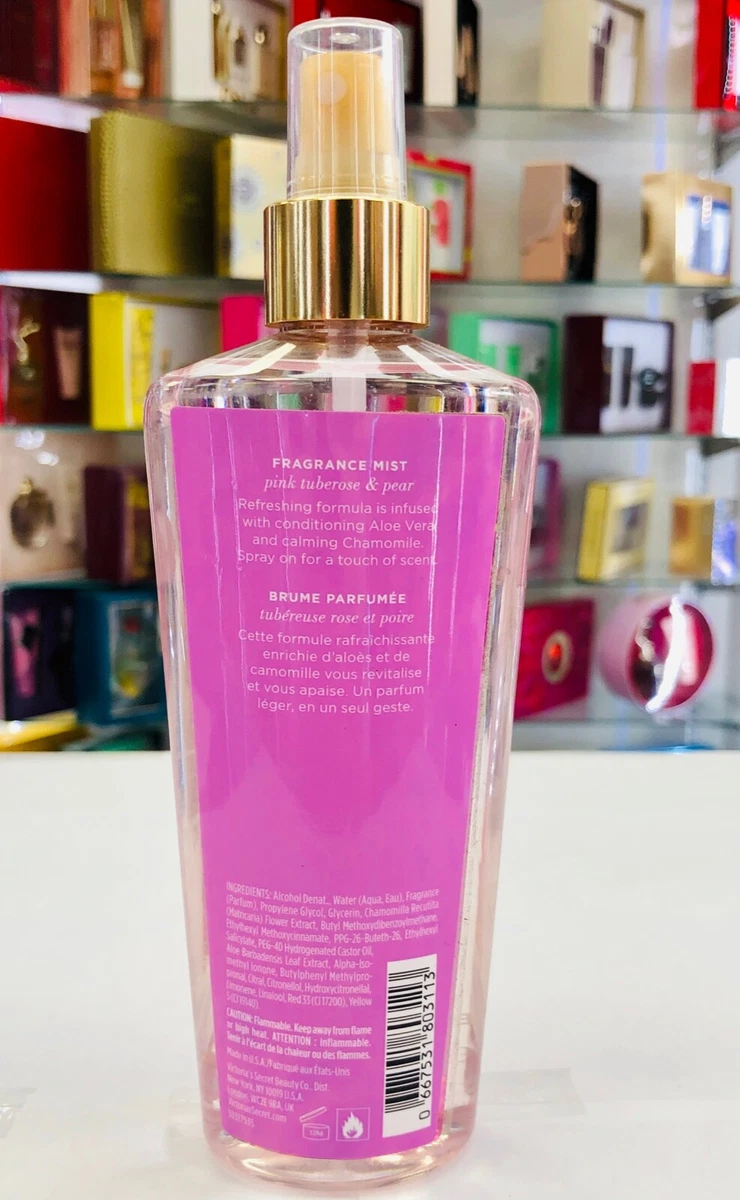 FRAGRANCE MIST
pink tuberose & pear
Refreshing formula is infused
with conditioning Aloe Vera
and calming Chamomile.
Spray on for a touch of scent.
BRUME PARFUMÉE
tubéreuse rose et poire
Cette formule rafraîchissante
enrichie d'aloès et de
camomille vous revitalise
et vous apaise. Un parfum
léger, en un seul geste.
INGREDIENTS: Alcohol Denat., Water (Aqua, Eau), Fragrance
(Parfum), Propylene Glycol, Glycerin, Chamomilla Recutita
(Matricaria) Flower Extract, Butyl Methoxydibenzoylmethane,
Ethylhexyl Methoxycinnamate, PPG-26-Buteth-26, Ethylhexyl
Salicylate, PEG-40 Hydrogenated Castor Oil,
Aloe Barbadensis Leaf Extract, Alpha-Iso-
methyl Ionone, Butylphenyl Methylpro-
pional, Citral, Citronellol, Hydroxycitronellal,
Limonene, Linalool, Red 33 (CI 17200), Yellow
5 (CI 19140).
CAUTION: Flammable. Keep away from flame
or high heat. ATTENTION : Inflammable.
Tenir à l'écart de la chaleur ou des flammes.
Made in U.S.A./Fabriqué aux États-Unis
Victoria's Secret Beauty Co., Dist.
New York, NY 10019 U.S.A.
London, WC2E 9RA, UK
VictoriasSecret.com
0 667531 803113